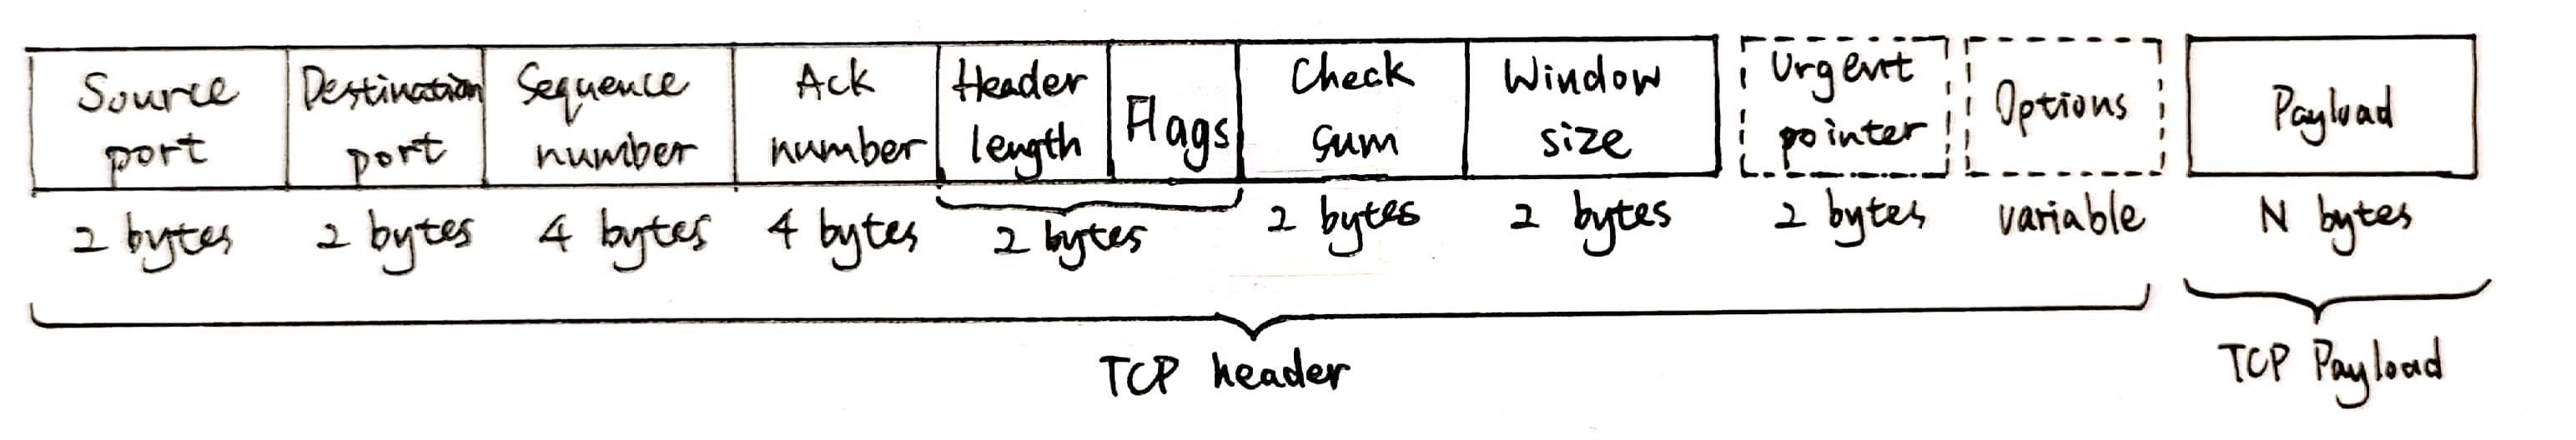 Source
port
Destination
port
Sequence
number
Ack
number
Header
length
Flags
Check
sum
Window
size
Urgent
pointer
Options
Payload
2 bytes
2 bytes
4 bytes
4 bytes
2 bytes
2 bytes
2 bytes
2 bytes
variable
N bytes
TCP header
TCP Payload